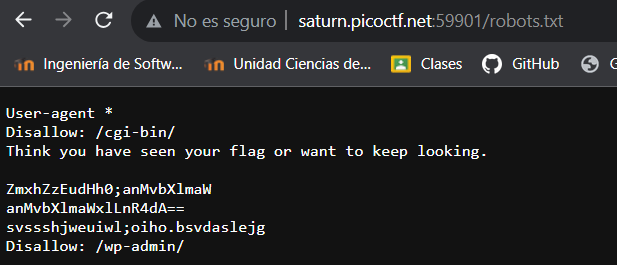 No es seguro saturn.picoctf.net:59901/robots.txt
Ingeniería de Softw... Unidad Ciencias de... Clases GitHub G
User-agent *
Disallow: /cgi-bin/
Think you have seen your flag or want to keep looking.
ZmxhZzEudHh0;anMvbXlmaW
anMvbXlmaWxlLnR4dA==
svssshjweuiwl;oiho.bsvdaslejg
Disallow: /wp-admin/